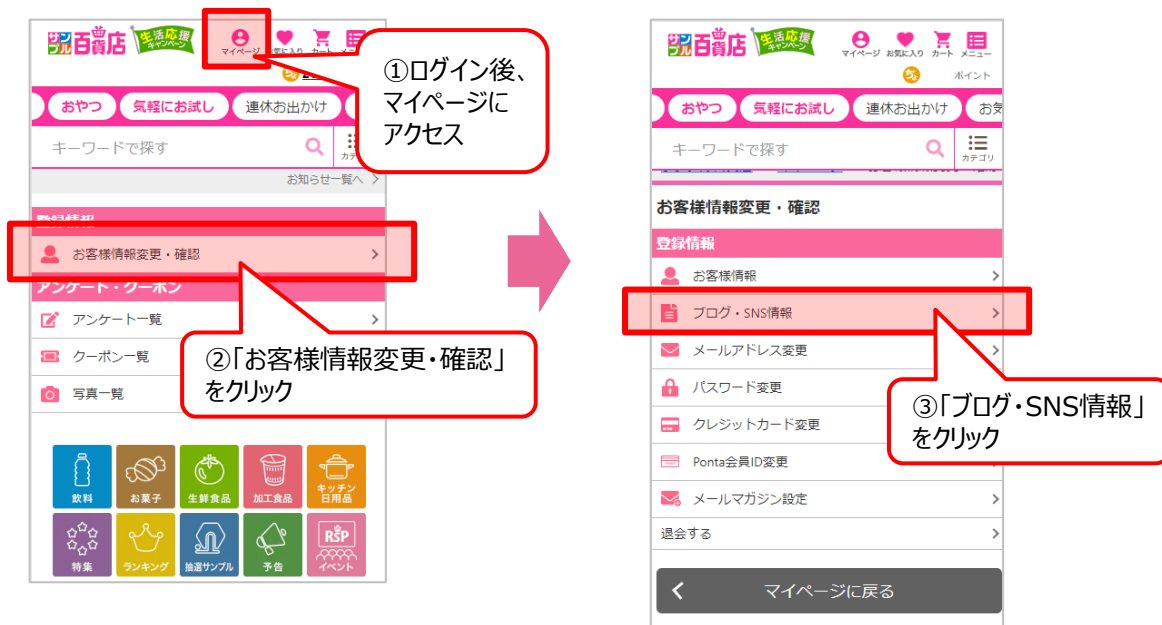 サンプル百貨店
生活応援
キャンペーン
マイページ
お気に入り
カート
メニュー
①ログイン後、
マイページに
アクセス
おやつ
気軽にお試し
連休お出かけ
キーワードで探す
お知らせ一覧へ
登録情報
お客様情報変更・確認
アンケート・クーポン
アンケート一覧
クーポン一覧
写真一覧
②「お客様情報変更・確認」
をクリック
飲料
お菓子
生鮮食品
加工食品
キッチン
日用品
特集
ランキング
抽選サンプル
予告
RSP
イベント
サンプル百貨店
生活応援
キャンペーン
マイページ
お気に入り
カート
メニュー
ポイント
おやつ
気軽にお試し
連休お出かけ
お気
キーワードで探す
カテゴリ
お客様情報変更・確認
登録情報
お客様情報
ブログ・SNS情報
メールアドレス変更
パスワード変更
クレジットカード変更
Ponta会員ID変更
メールマガジン設定
退会する
③「ブログ・SNS情報」
をクリック
マイページに戻る